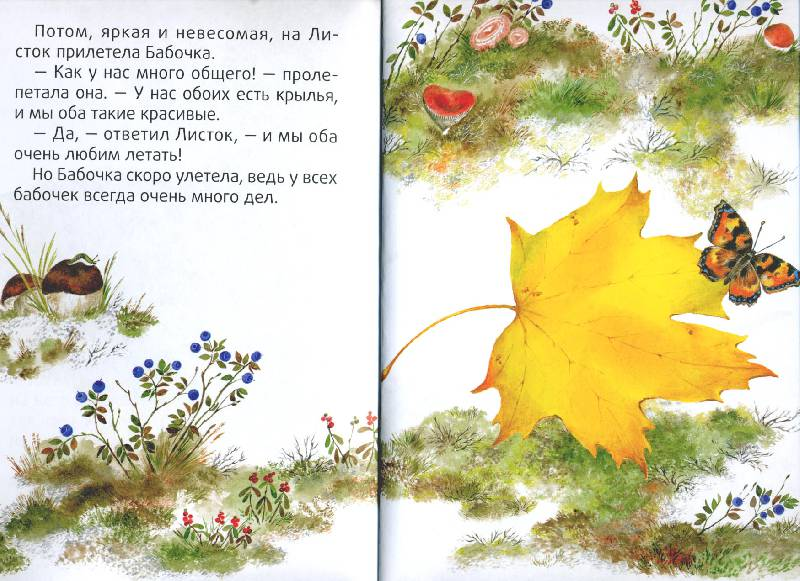 Потом, яркая и невесомая, на Ли-
сток прилетела Бабочка.
— Как у нас много общего! — проле-
петала она. — У нас обоих есть крылья,
и мы оба такие красивые.
— Да, — ответил Листок, — и мы оба
очень любим летать!
Но Бабочка скоро улетела, ведь у всех
бабочек всегда очень много дел.